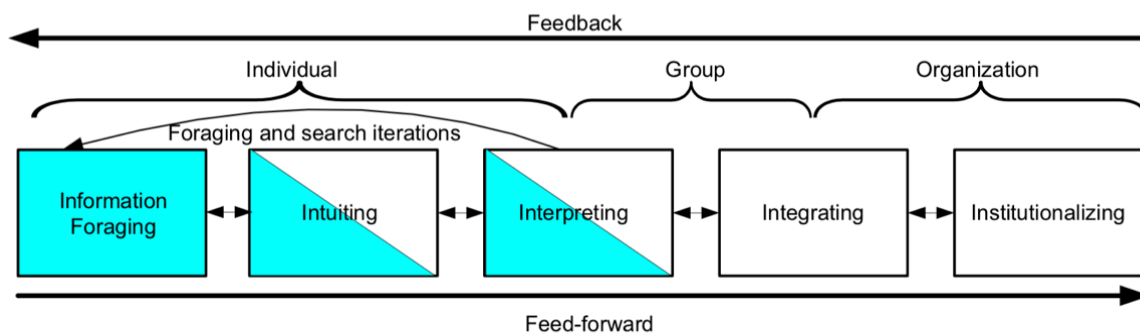 Feedback
Individual
Group
Organization
Foraging and search iterations
Information
Foraging
Intuiting
Interpreting
Integrating
Institutionalizing
Feed-forward